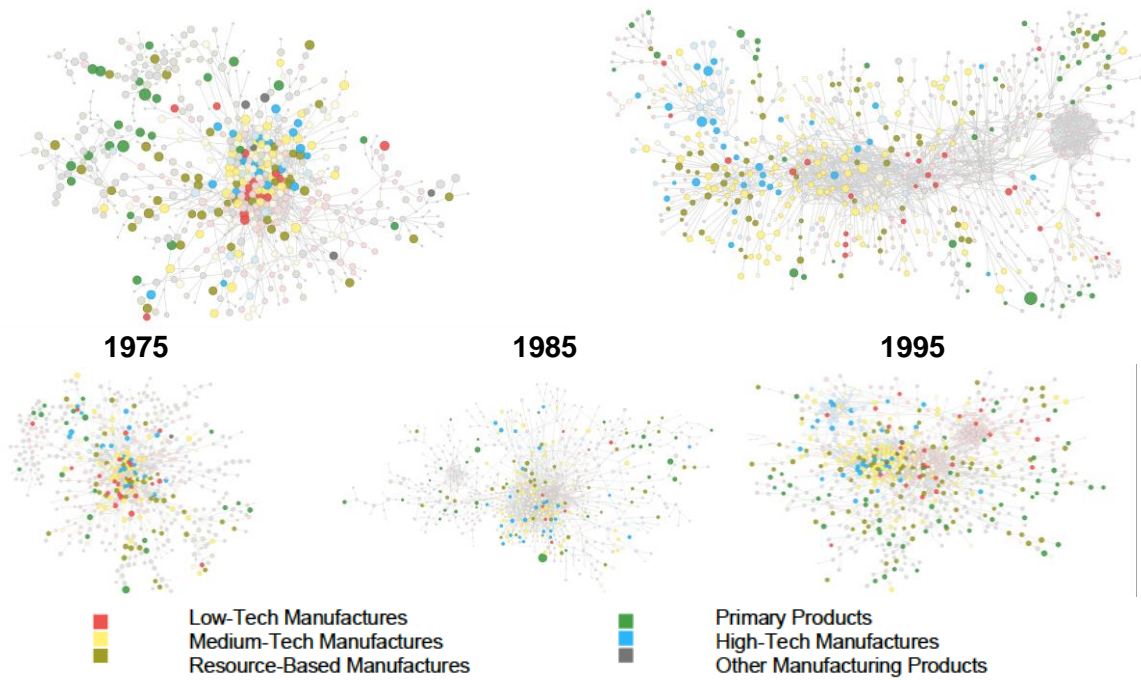 1975
1985
1995
Low-Tech Manufactures
Medium-Tech Manufactures
Resource-Based Manufactures
Primary Products
High-Tech Manufactures
Other Manufacturing Products